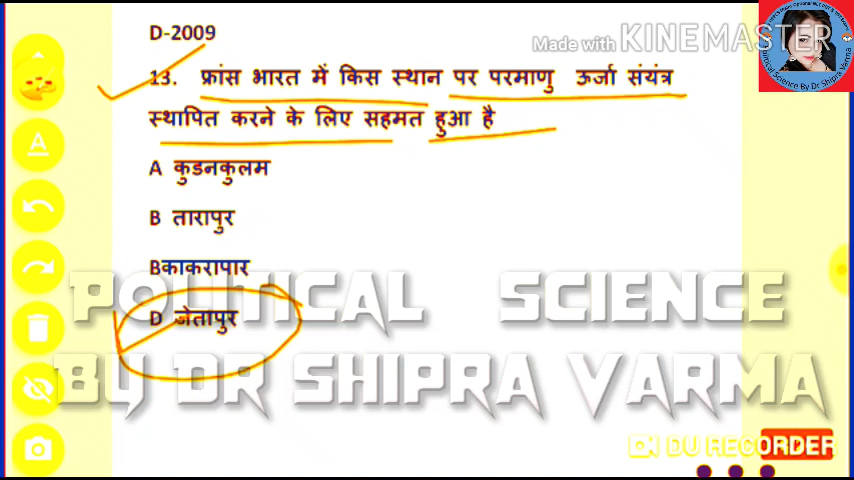 D-2009
Made with KINEMASTER
13. फ्रांस भारत में किस स्थान पर परमाणु ऊर्जा संयंत्र
स्थापित करने के लिए सहमत हुआ है
A कुडनकुलम
B तारापुर
Bकाकरापार
D जेतापुर
POLITICAL SCIENCE
BY DR SHIPRA VARMA
DU RECORDER